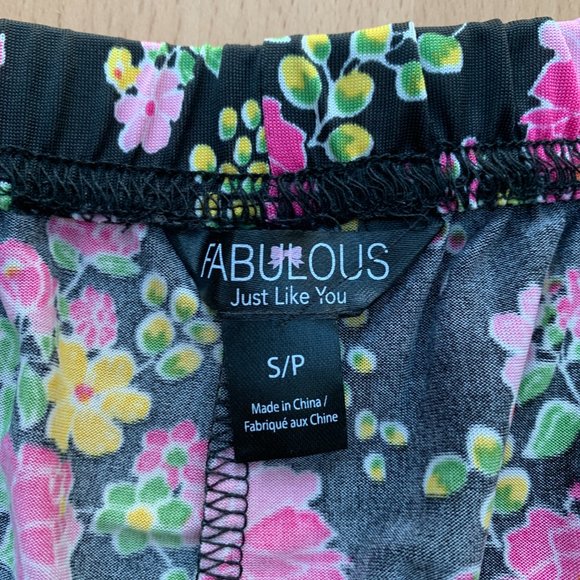 FABULOUS
Just Like You
S/P
Made in China /
Fabriqué aux Chine